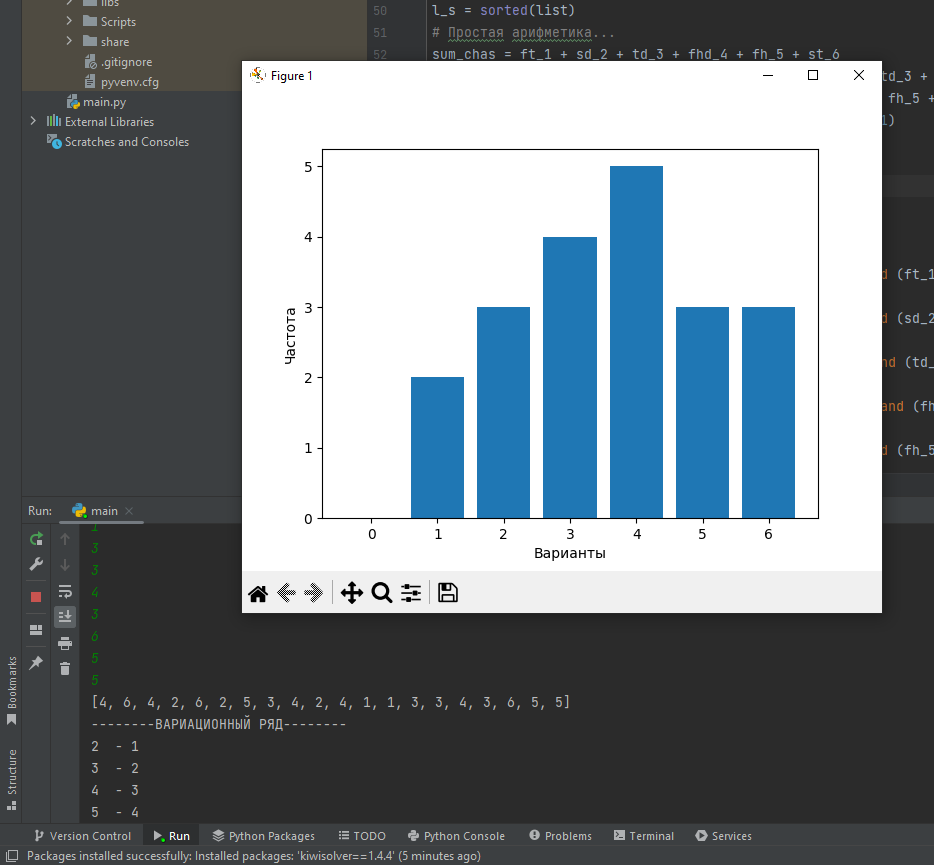 libs
Scripts
share
.gitignore
pyvenv.cfg
main.py
External Libraries
Scratches and Consoles
50 l_s = sorted(list)
51 # Простая арифметика...
52 sum_chas = ft_1 + sd_2 + td_3 + fhd_4 + fh_5 + st_6
td_3 +
fh_5 +
1)
d (ft_1
d (sd_2
nd (td_
and (fh
d (fh_5
Figure 1
5
4
3
2
1
0
Частота
0 1 2 3 4 5 6
Варианты
Run: main
1
3
3
4
3
6
5
5
[4, 6, 4, 2, 6, 2, 5, 3, 4, 2, 4, 1, 1, 3, 3, 4, 3, 6, 5, 5]
--------ВАРИАЦИОННЫЙ РЯД--------
2 - 1
3 - 2
4 - 3
5 - 4
Bookmarks
Structure
Version Control Run Python Packages TODO Python Console Problems Terminal Services
Packages installed successfully: Installed packages: 'kiwisolver==1.4.4' (5 minutes ago)